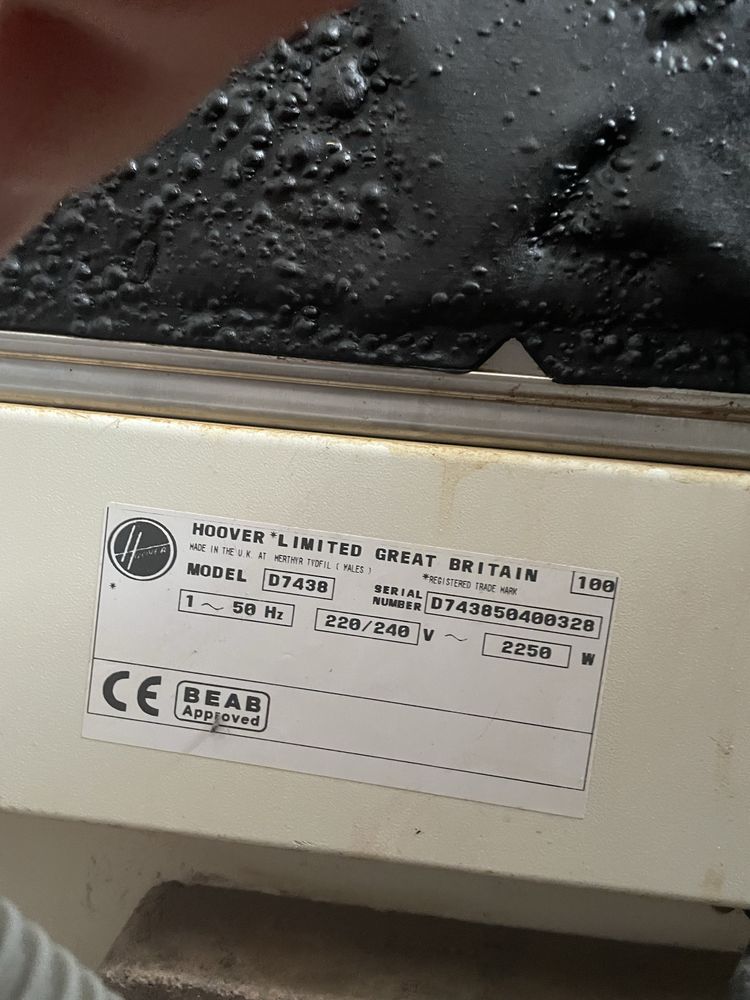 HOOVER
HOOVER *LIMITED GREAT BRITAIN
100
MADE IN THE U.K. AT MERTHYR TYDFIL ( WALES )
*REGISTERED TRADE MARK
MODEL D7438
SERIAL NUMBER D743850400328
*
1 ~ 50 Hz 220/240 V ~ 2250 W
CE BEAB Approved